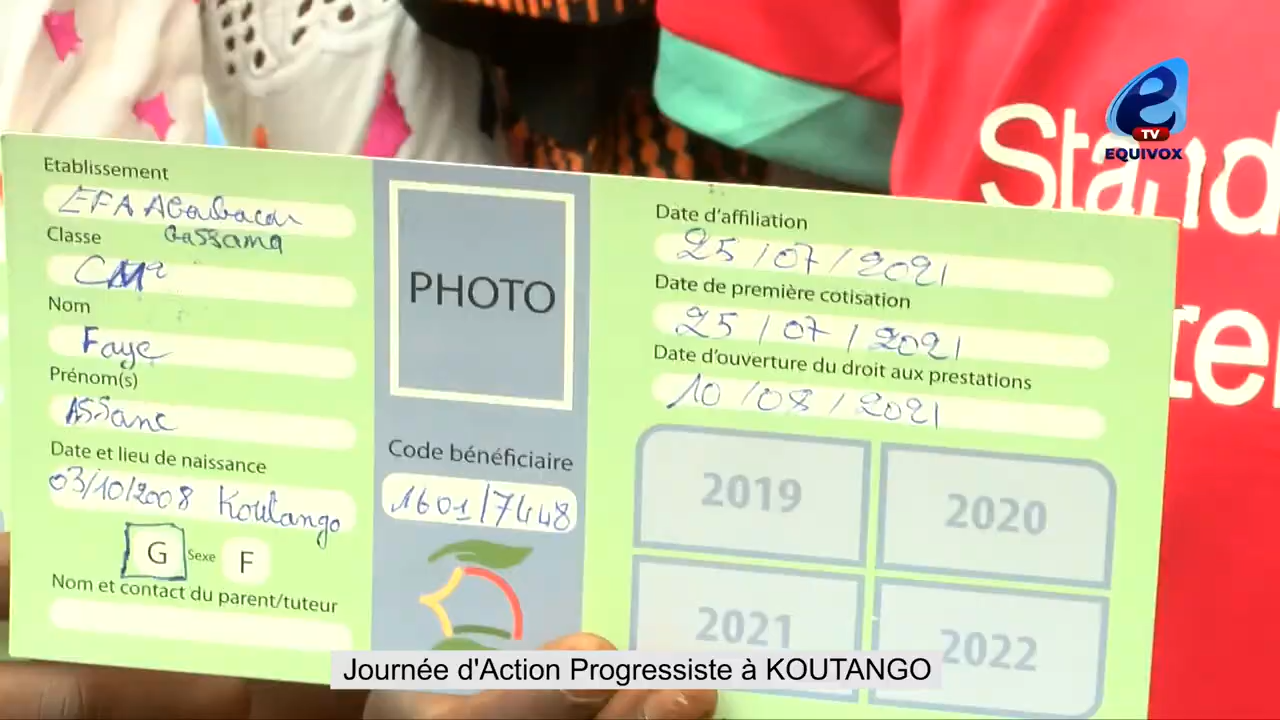 Etablissement
EFA Abubacar
Gassama
Classe
CM2
Nom
Faye
Prénom(s)
Assane
Date et lieu de naissance
03/10/2008 Koutango
G Sexe F
Nom et contact du parent/tuteur
PHOTO
Code bénéficiaire
1601/7448
Date d'affiliation
25/07/2021
Date de première cotisation
25/07/2021
Date d'ouverture du droit aux prestations
10/08/2021
2019
2020
2021
2022
Stand
e TV
EQUIVOX
Journée d'Action Progressiste à KOUTANGO